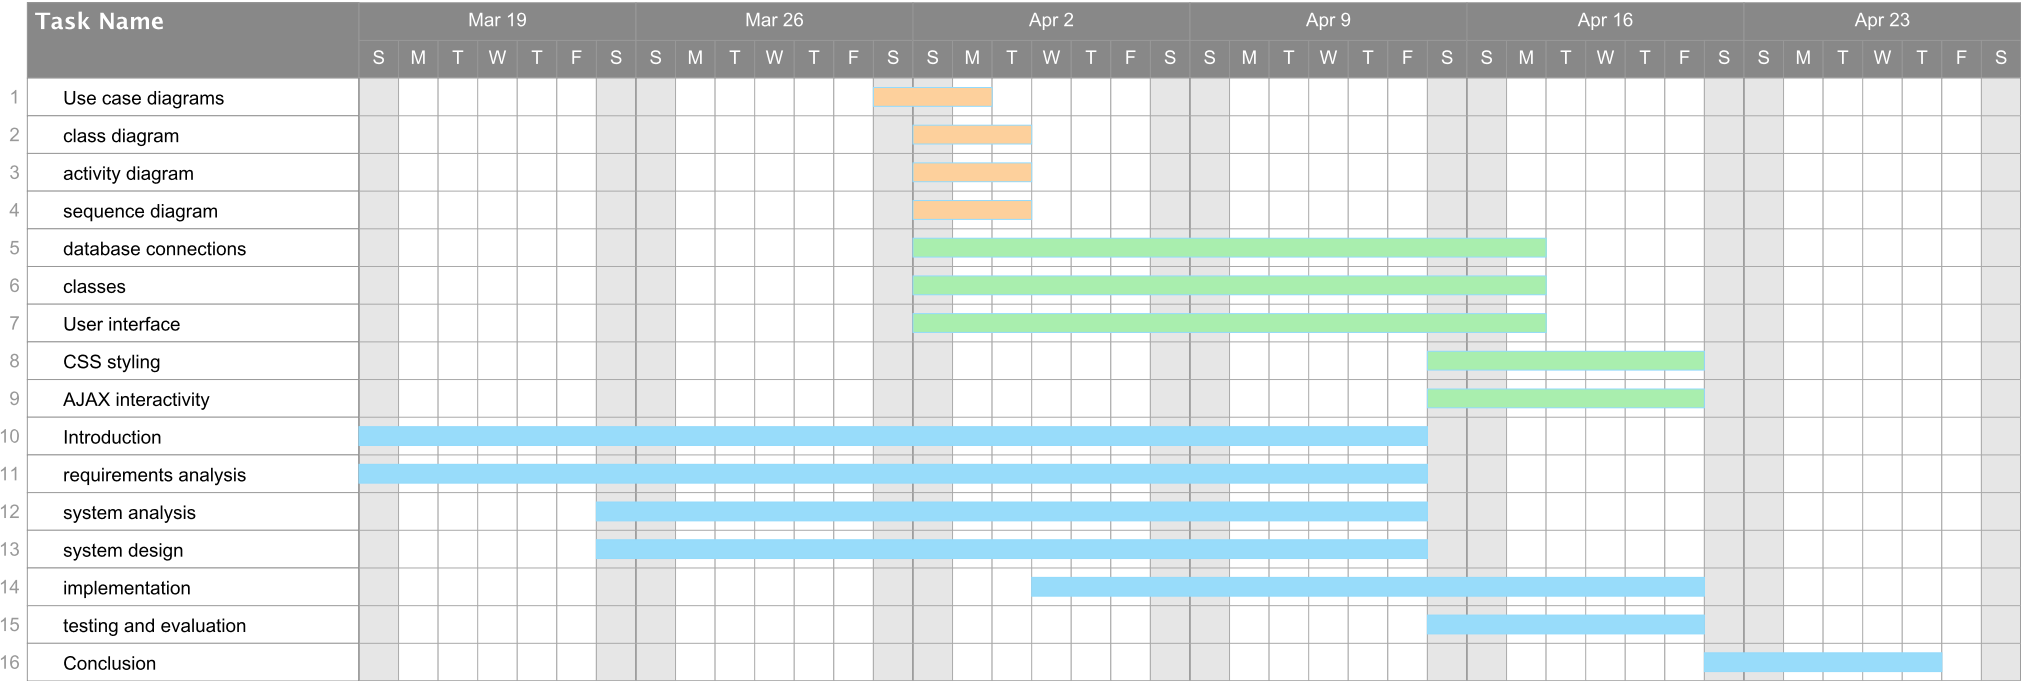 Task Name Mar 19 Mar 26 Apr 2 Apr 9 Apr 16 Apr 23
S M T W T F S S M T W T F S S M T W T F S S M T W T F S S M T W T F S S M T W T F S
1 Use case diagrams
2 class diagram
3 activity diagram
4 sequence diagram
5 database connections
6 classes
7 User interface
8 CSS styling
9 AJAX interactivity
10 Introduction
11 requirements analysis
12 system analysis
13 system design
14 implementation
15 testing and evaluation
16 Conclusion